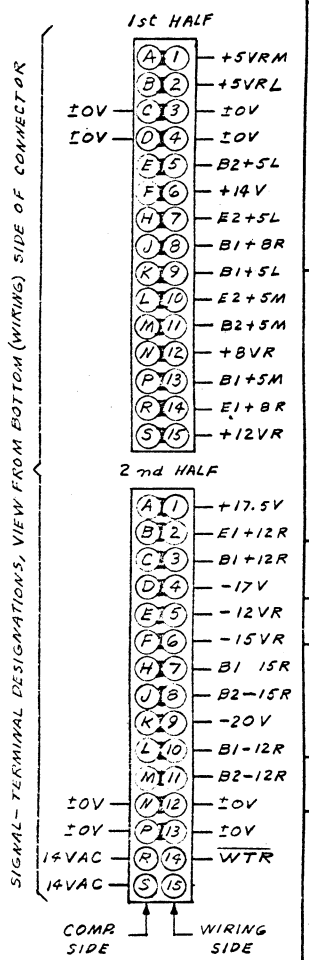 1st HALF
A 1 +5VRM
B 2 +5VRL
±0V C 3 ±0V
±0V D 4 ±0V
E 5 B2+5L
F 6 +14V
H 7 E2+5L
J 8 B1+8R
K 9 B1+5L
L 10 E2+5M
M 11 B2+5M
N 12 +8VR
P 13 B1+5M
R 14 E1+8R
S 15 +12VR
2nd HALF
A 1 +17.5V
B 2 E1+12R
C 3 B1+12R
D 4 -17V
E 5 -12VR
F 6 -15VR
H 7 B1 15R
J 8 B2-15R
K 9 -20V
L 10 B1-12R
M 11 B2-12R
±0V N 12 ±0V
±0V P 13 ±0V
14VAC R 14 W̅T̅R̅
14VAC S 15
COMP. SIDE
WIRING SIDE
SIGNAL-TERMINAL DESIGNATIONS, VIEW FROM BOTTOM (WIRING) SIDE OF CONNECTOR